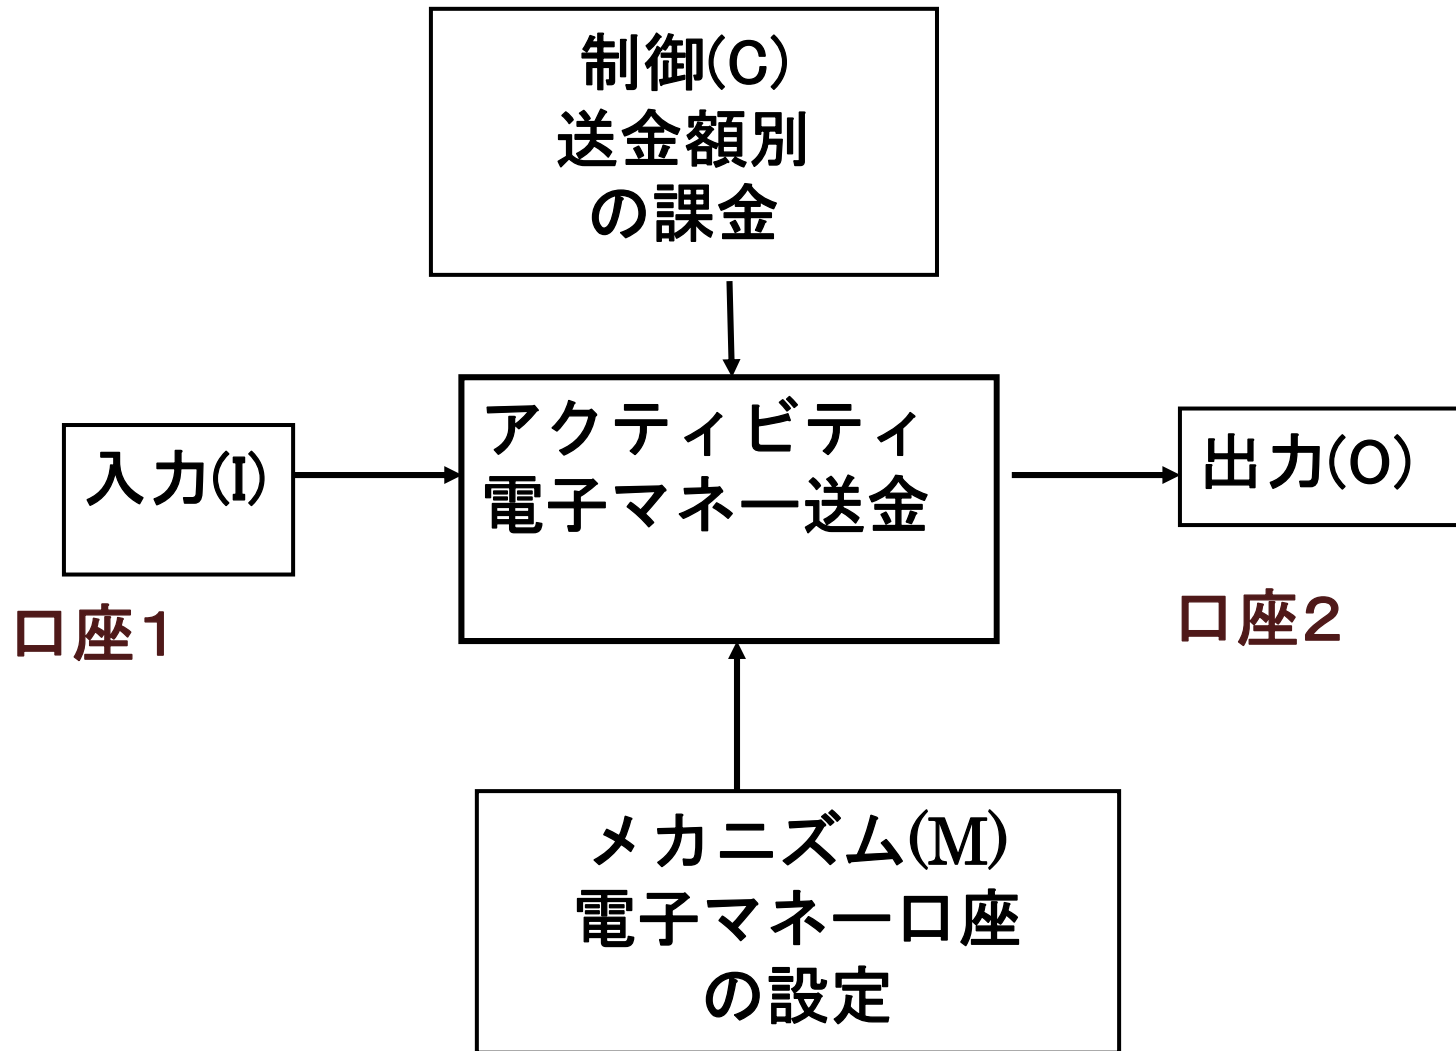 制御(C)
送金額別
の課金
アクティビティ
電子マネー送金
入力(I)
口座１
出力(O)
口座２
メカニズム(M)
電子マネー口座
の設定